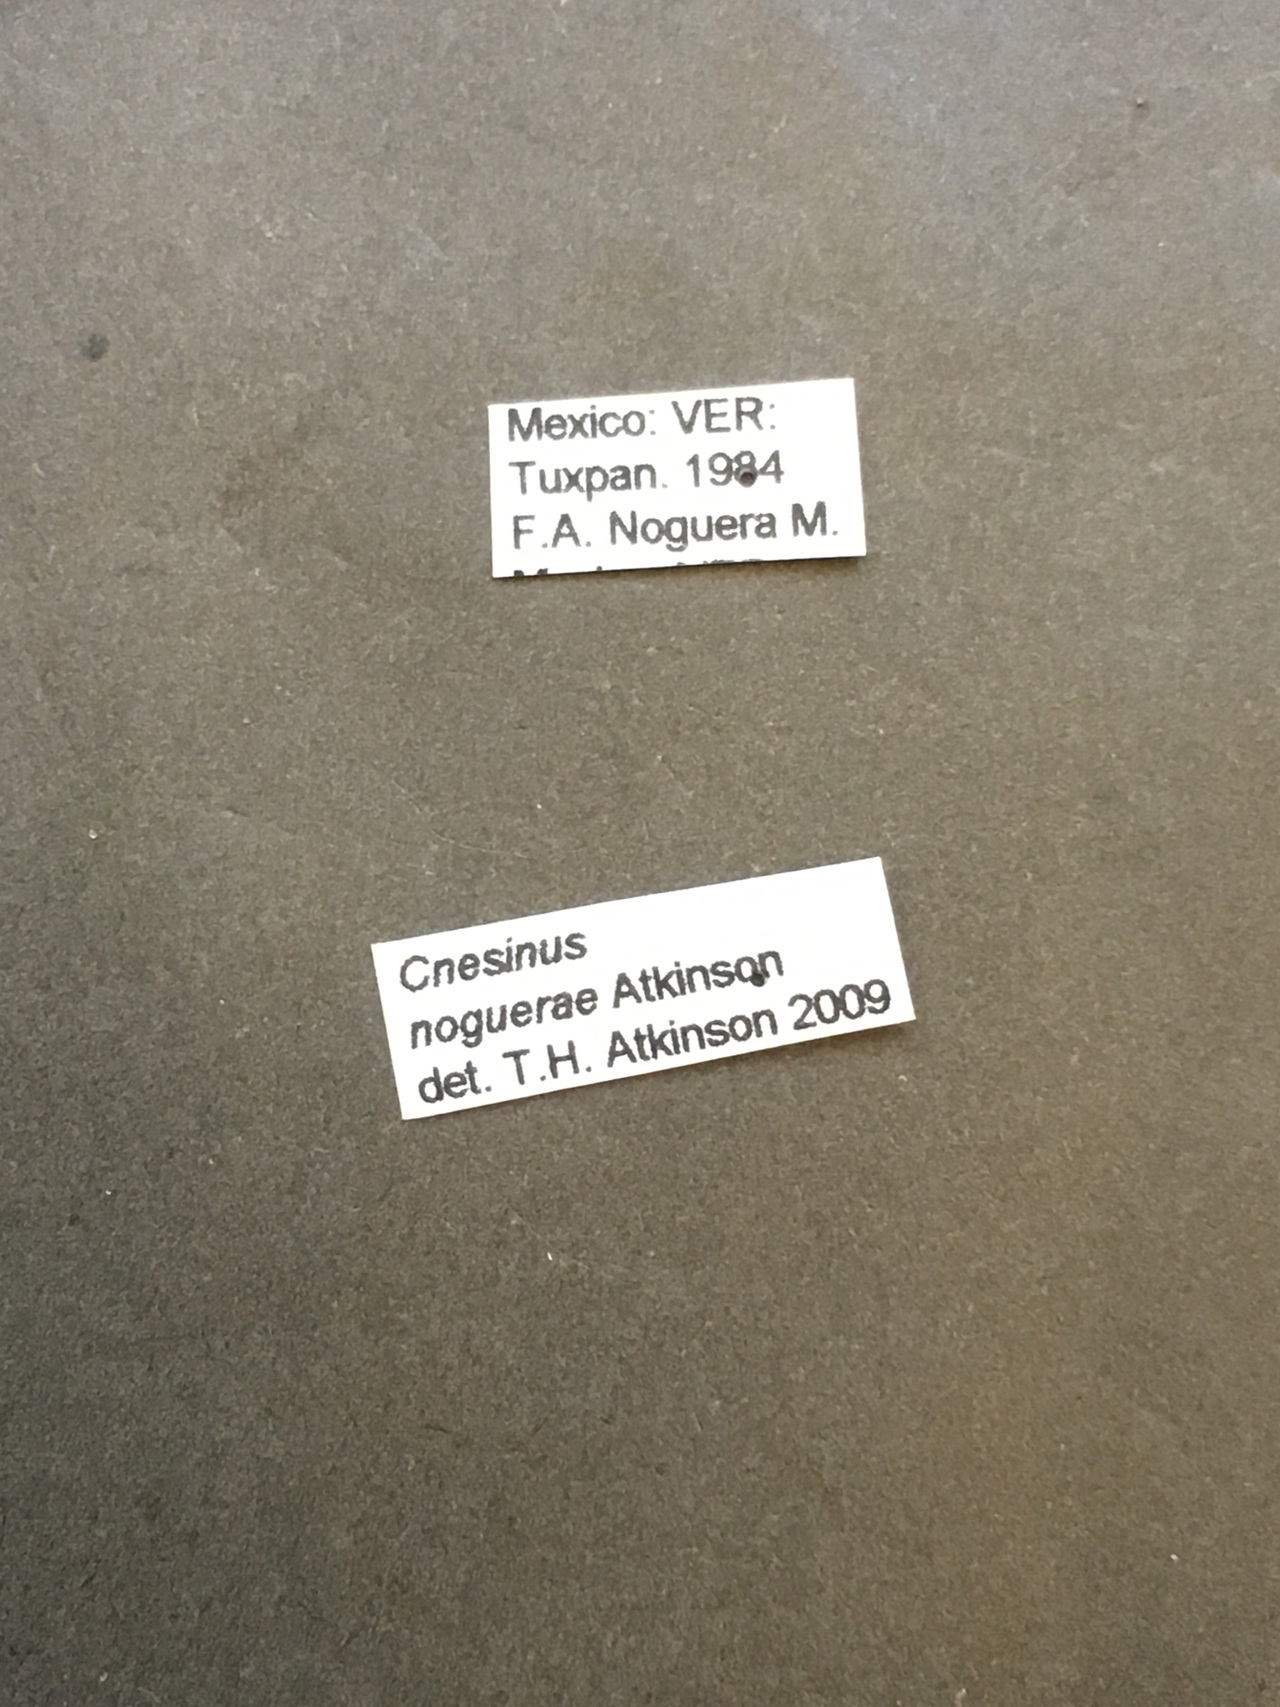 Mexico: VER:
Tuxpan. 1984
F.A. Noguera M.
Cnesinus
noguerae Atkinson
det. T.H. Atkinson 2009